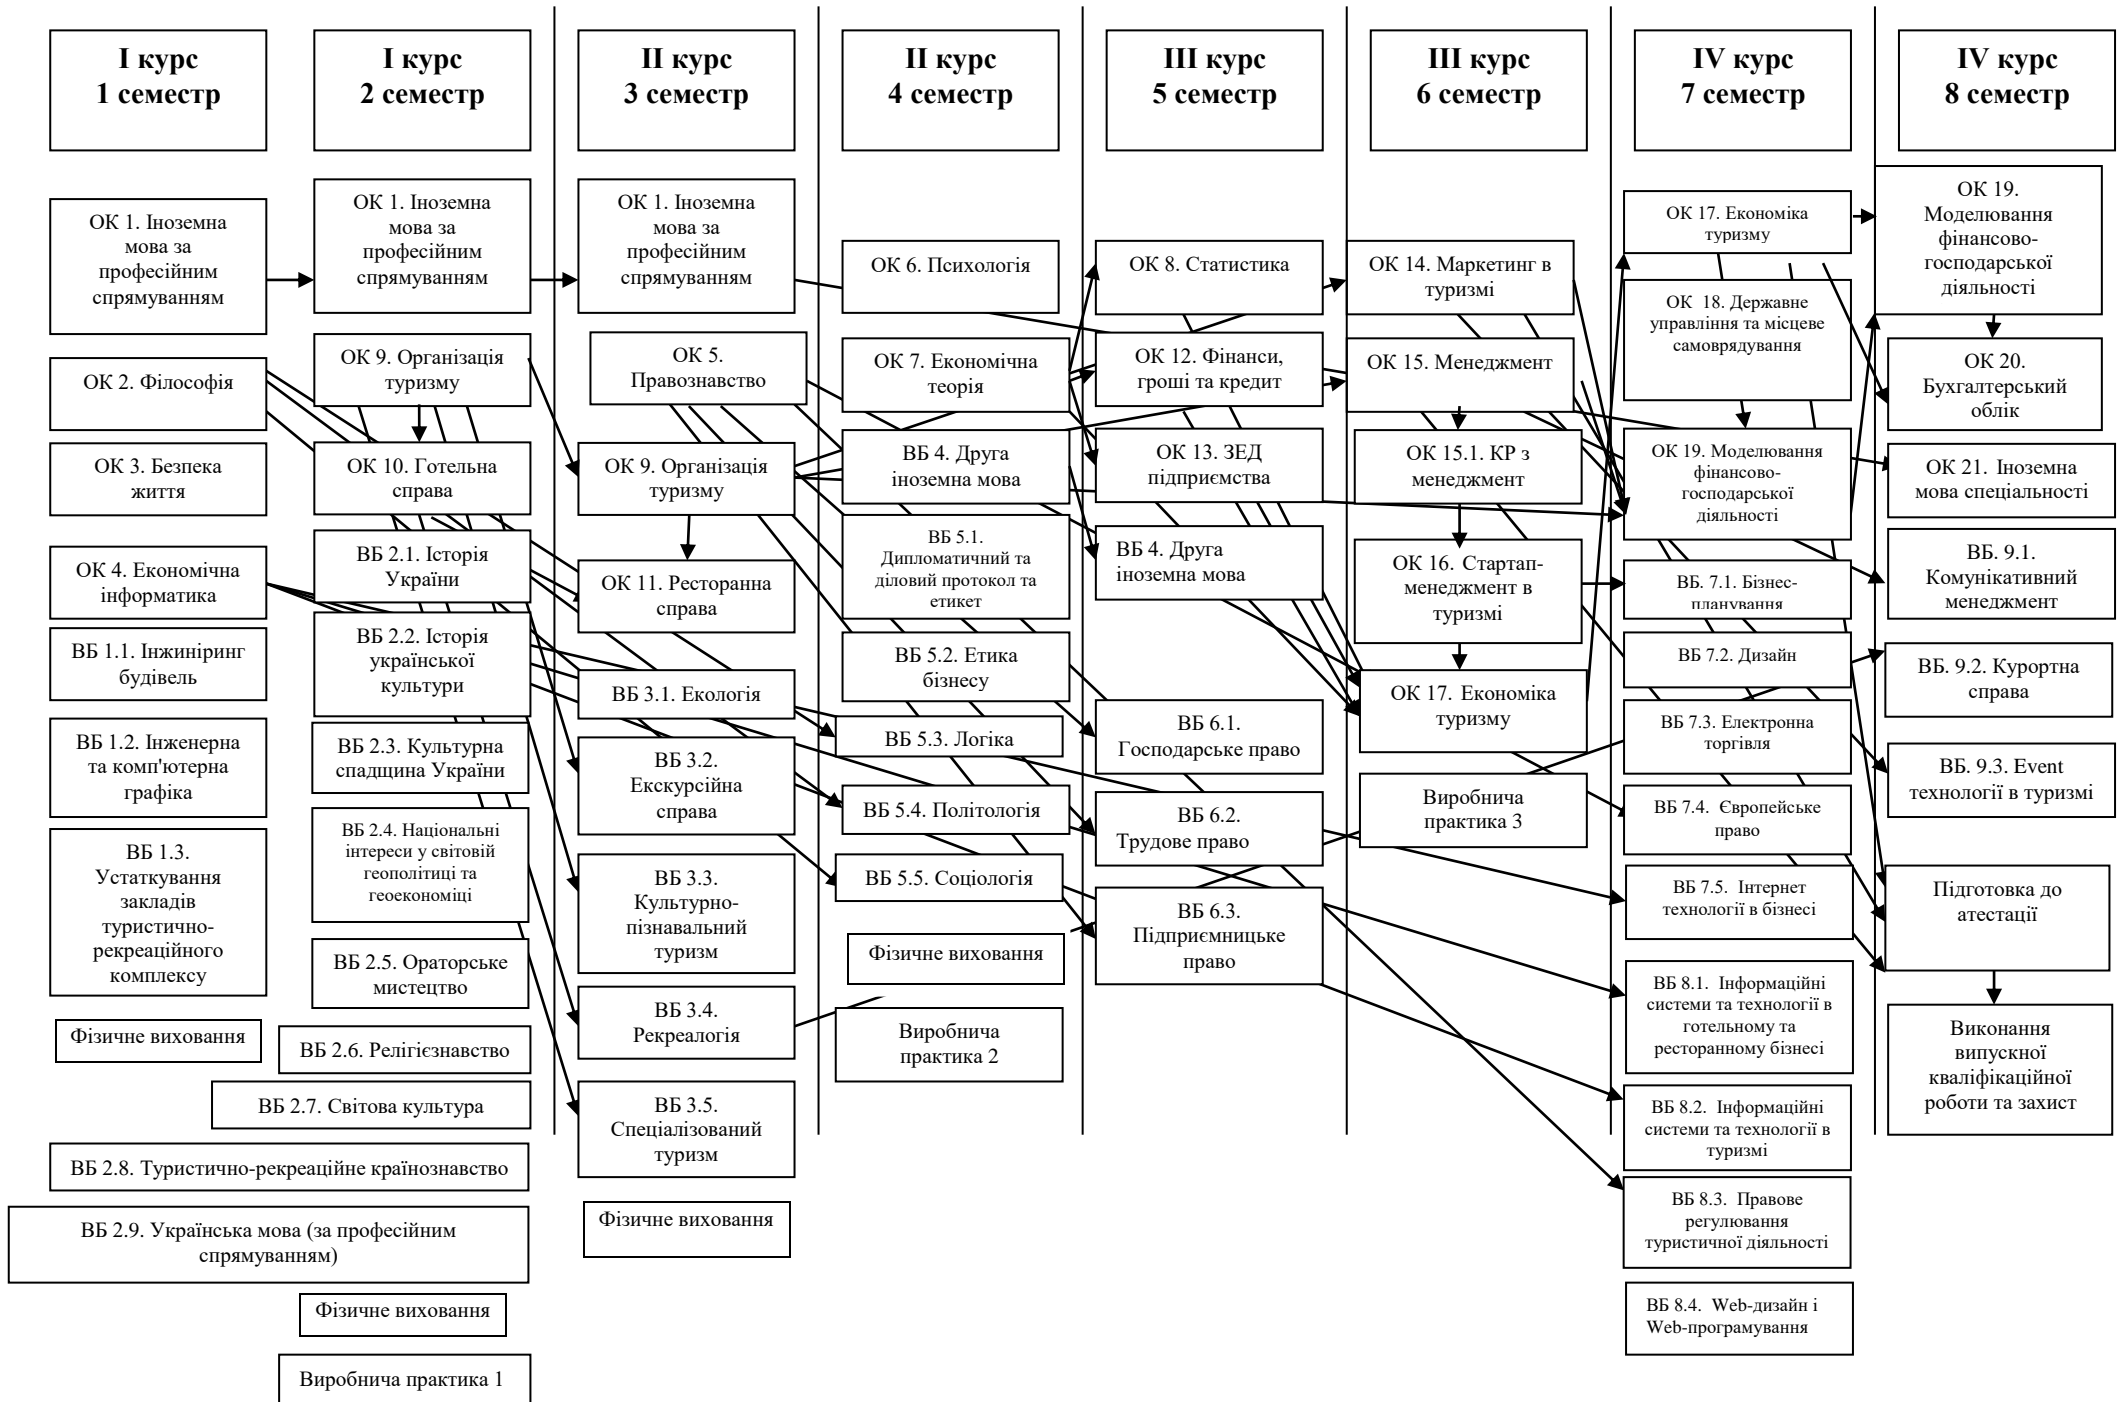 I курс
1 семестр
I курс
2 семестр
II курс
3 семестр
II курс
4 семестр
III курс
5 семестр
III курс
6 семестр
IV курс
7 семестр
IV курс
8 семестр
ОК 1. Іноземна
мова за
професійним
спрямуванням
ОК 2. Філософія
ОК 3. Безпека
життя
ОК 4. Економічна
інформатика
ВБ 1.1. Інжиніринг
будівель
ВБ 1.2. Інженерна
та комп'ютерна
графіка
ВБ 1.3.
Устаткування
закладів
туристично-
рекреаційного
комплексу
Фізичне виховання
ОК 1. Іноземна
мова за
професійним
спрямуванням
ОК 9. Організація
туризму
ОК 10. Готельна
справа
ВБ 2.1. Історія
України
ВБ 2.2. Історія
української
культури
ВБ 2.3. Культурна
спадщина України
ВБ 2.4. Національні
інтереси у світовій
геополітиці та
геоекономіці
ВБ 2.5. Ораторське
мистецтво
ВБ 2.6. Релігієзнавство
ВБ 2.7. Світова культура
ВБ 2.8. Туристично-рекреаційне країнознавство
ВБ 2.9. Українська мова (за професійним
спрямуванням)
Фізичне виховання
Виробнича практика 1
ОК 1. Іноземна
мова за
професійним
спрямуванням
ОК 5.
Правознавство
ОК 9. Організація
туризму
ОК 11. Ресторанна
справа
ВБ 3.1. Екологія
ВБ 3.2.
Екскурсійна
справа
ВБ 3.3.
Культурно-
пізнавальний
туризм
ВБ 3.4.
Рекреалогія
ВБ 3.5.
Спеціалізований
туризм
Фізичне виховання
ОК 6. Психологія
ОК 7. Економічна
теорія
ВБ 4. Друга
іноземна мова
ВБ 5.1.
Дипломатичний та
діловий протокол та
етикет
ВБ 5.2. Етика
бізнесу
ВБ 5.3. Логіка
ВБ 5.4. Політологія
ВБ 5.5. Соціологія
Фізичне виховання
Виробнича
практика 2
ОК 8. Статистика
ОК 12. Фінанси,
гроші та кредит
ОК 13. ЗЕД
підприємства
ВБ 4. Друга
іноземна мова
ВБ 6.1.
Господарське право
ВБ 6.2.
Трудове право
ВБ 6.3.
Підприємницьке
право
ОК 14. Маркетинг в
туризмі
ОК 15. Менеджмент
ОК 15.1. КР з
менеджмент
ОК 16. Стартап-
менеджмент в
туризмі
ОК 17. Економіка
туризму
Виробнича
практика 3
ОК 17. Економіка
туризму
ОК 18. Державне
управління та місцеве
самоврядування
ОК 19. Моделювання
фінансово-
господарської
діяльності
ВБ. 7.1. Бізнес-
планування
ВБ 7.2. Дизайн
ВБ 7.3. Електронна
торгівля
ВБ 7.4. Європейське
право
ВБ 7.5. Інтернет
технології в бізнесі
ВБ 8.1. Інформаційні
системи та технології в
готельному та
ресторанному бізнесі
ВБ 8.2. Інформаційні
системи та технології в
туризмі
ВБ 8.3. Правове
регулювання
туристичної діяльності
ВБ 8.4. Web-дизайн і
Web-програмування
ОК 19.
Моделювання
фінансово-
господарської
діяльності
ОК 20.
Бухгалтерський
облік
ОК 21. Іноземна
мова спеціальності
ВБ. 9.1.
Комунікативний
менеджмент
ВБ. 9.2. Курортна
справа
ВБ. 9.3. Event
технології в туризмі
Підготовка до
атестації
Виконання
випускної
кваліфікаційної
роботи та захист